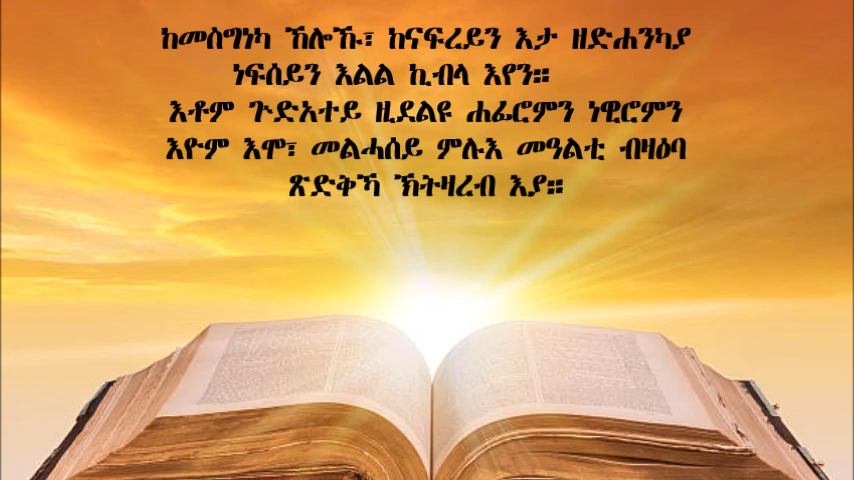 ከመስግነካ ኸሎኹ፣ ከናፍረይን እታ ዘድሐንካያ
ነፍሰይን እልል ኪብላ እየን።
እቶም ጉድአተይ ዚደልዩ ሐፊሮምን ነዊሮምን
እዮም እሞ፣ መልሓሰይ ምሉእ መዓልቲ ብዛዕባ
ጽድቅኻ ኽትዛረብ እያ።